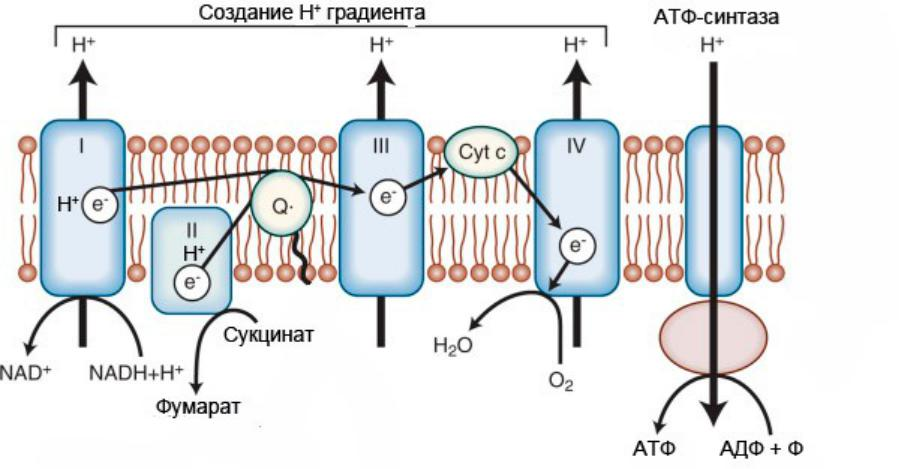 Создание H⁺ градиента
АТФ-синтаза
H⁺
H⁺
H⁺
H⁺
I
III
Cyt c
IV
H⁺
e⁻
Q·
e⁻
II
H⁺
e⁻
e⁻
Сукцинат
H₂O
NAD⁺
NADH+H⁺
O₂
Фумарат
АТФ
АДФ + Ф